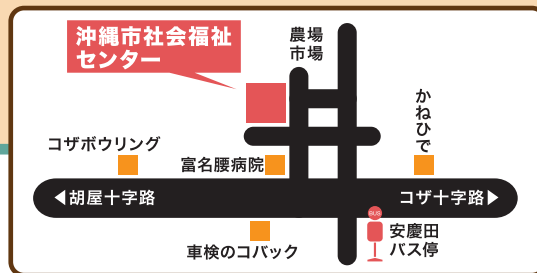 沖縄市社会福祉
センター
農場
市場
かねひで
コザボウリング
富名腰病院
◀胡屋十字路
コザ十字路▶
BUS
安慶田
バス停
車検のコバック